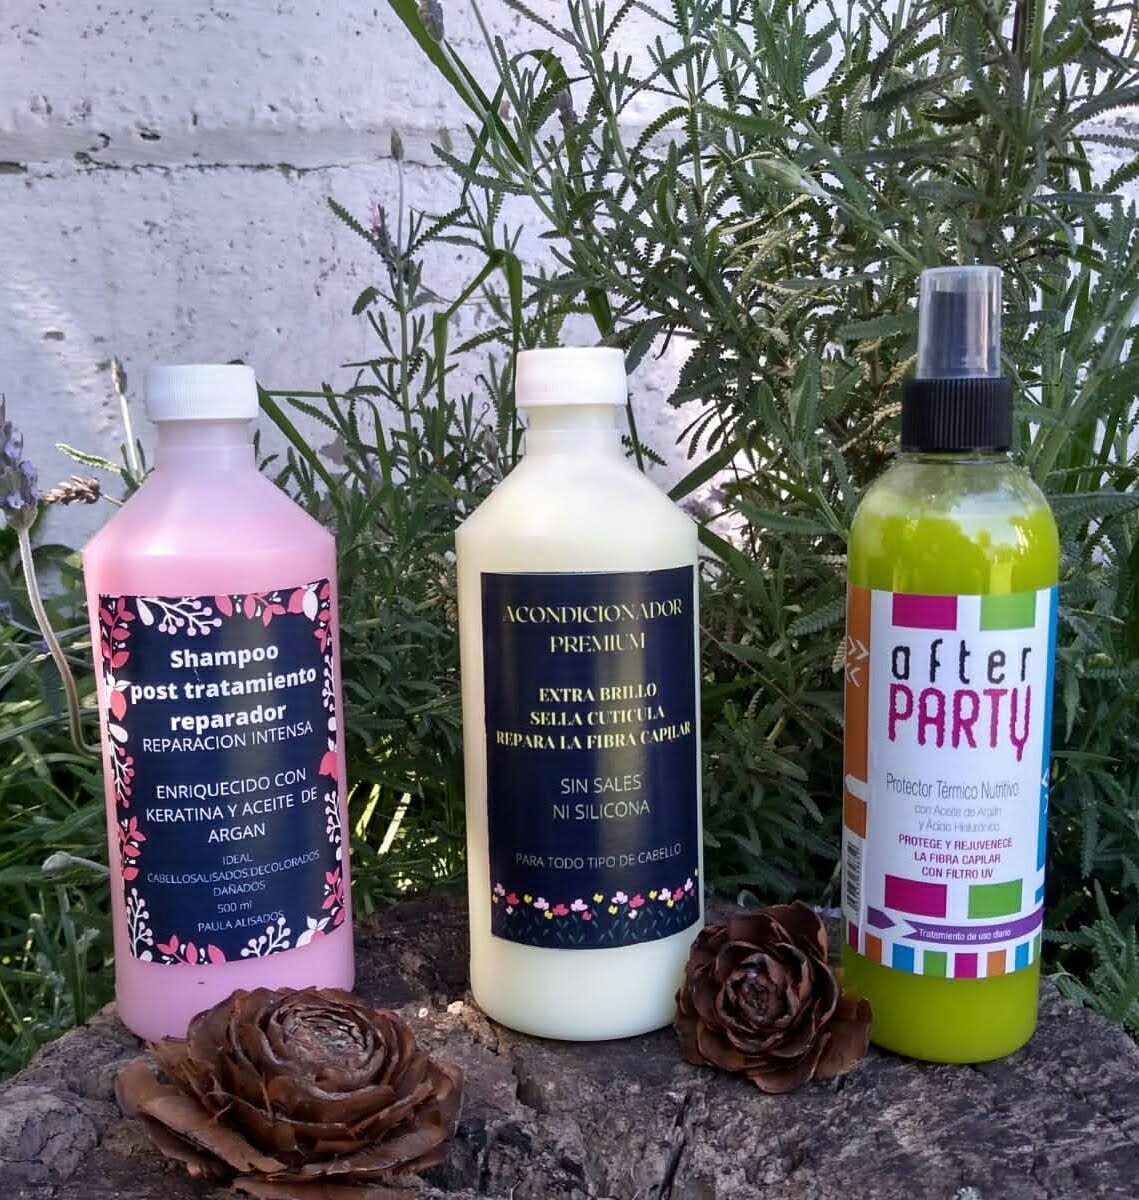 Shampoo
post tratamiento
reparador
REPARACION INTENSA
ENRIQUECIDO CON
KERATINA Y ACEITE DE
ARGAN
IDEAL
CABELLOSALISADOS,DECOLORADOS
DAÑADOS
500 ml
PAULA ALISADOS
ACONDICIONADOR
PREMIUM
EXTRA BRILLO
SELLA CUTICULA
REPARA LA FIBRA CAPILAR
SIN SALES
NI SILICONA
PARA TODO TIPO DE CABELLO
after
PARTY
Protector Térmico Nutritivo
con Aceite de Argán
y Ácido Hialurónico
PROTEGE Y REJUVENECE
LA FIBRA CAPILAR
CON FILTRO UV
Tratamiento de uso diario